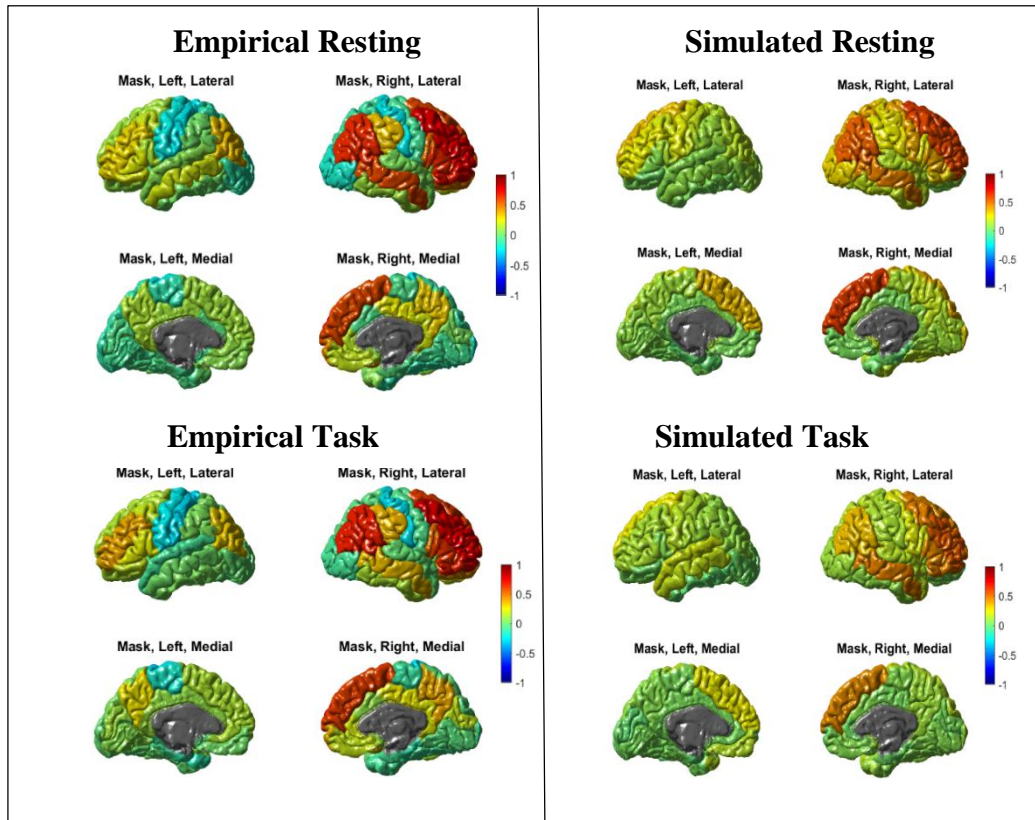 Empirical Resting
Mask, Left, Lateral
Mask, Right, Lateral
1
0.5
0
-0.5
-1
Mask, Left, Medial
Mask, Right, Medial
Simulated Resting
Mask, Left, Lateral
Mask, Right, Lateral
1
0.5
0
-0.5
-1
Mask, Left, Medial
Mask, Right, Medial
Empirical Task
Mask, Left, Lateral
Mask, Right, Lateral
1
0.5
0
-0.5
-1
Mask, Left, Medial
Mask, Right, Medial
Simulated Task
Mask, Left, Lateral
Mask, Right, Lateral
1
0.5
0
-0.5
-1
Mask, Left, Medial
Mask, Right, Medial